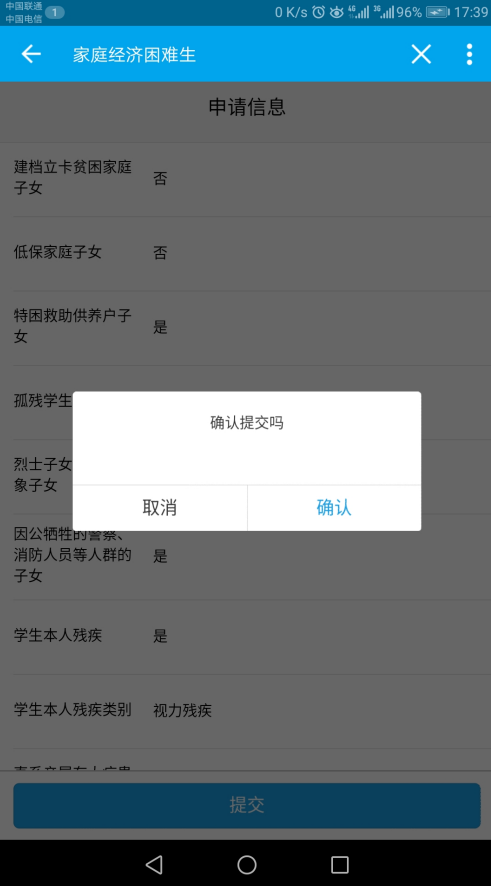 中国联通
中国电信
1
0 K/s 4G 3G 96% 17:39
家庭经济困难生
申请信息
建档立卡贫困家庭
子女
否
低保家庭子女
否
特困救助供养户子
女
是
孤残学生
烈士子女
象子女
确认提交吗
取消
确认
因公牺牲的警察、
消防人员等人群的
子女
是
学生本人残疾
是
学生本人残疾类别
视力残疾
提交